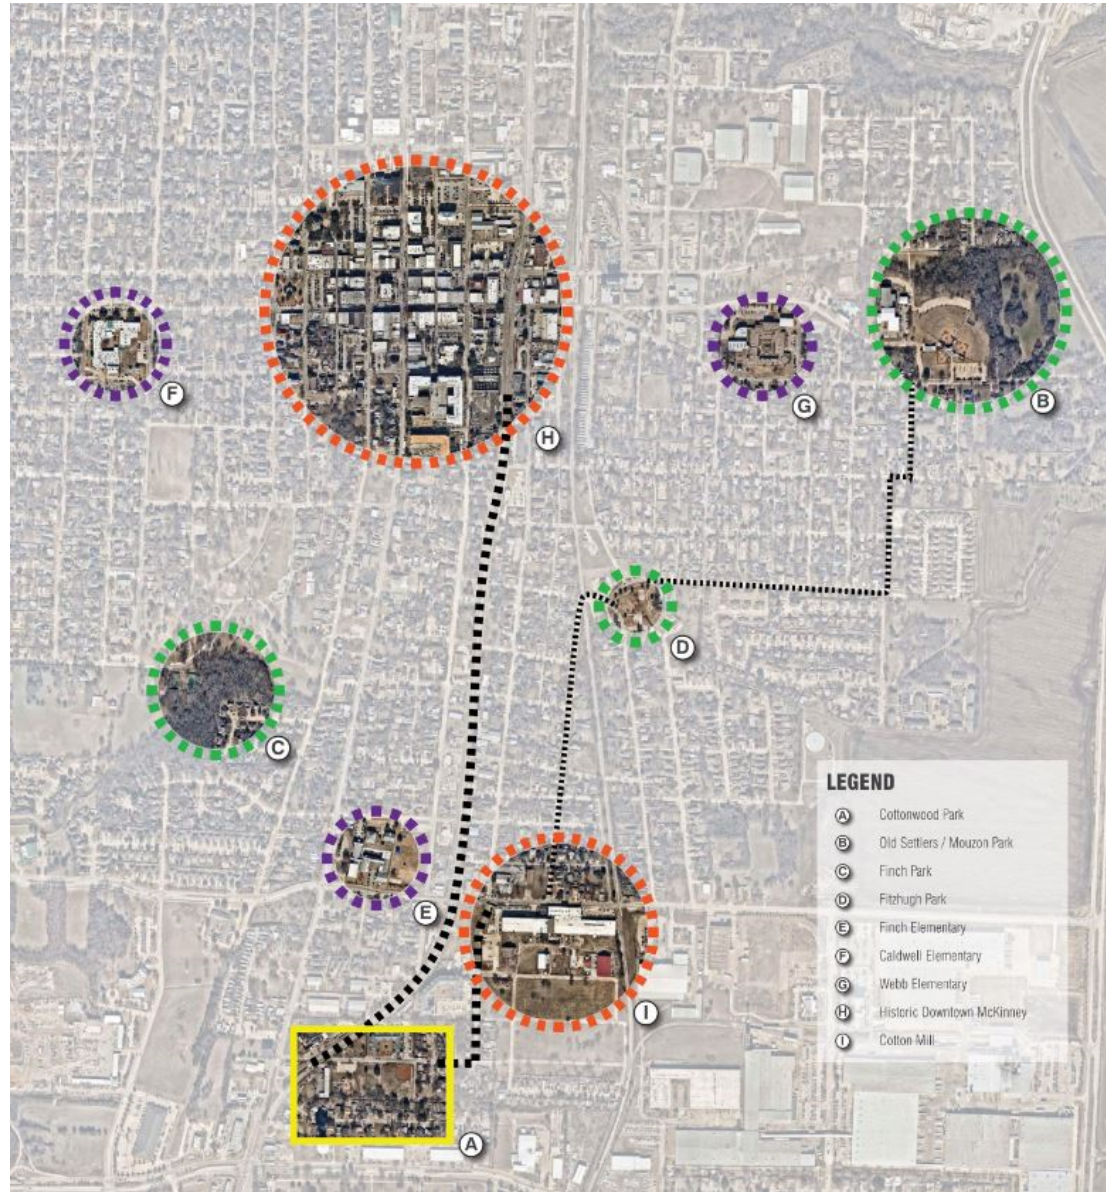 F
G
B
H
D
C
E
I
A
LEGEND
A Cottonwood Park
B Old Settlers / Mouzon Park
C Finch Park
D Fitzhugh Park
E Finch Elementary
F Caldwell Elementary
G Webb Elementary
H Historic Downtown McKinney
I Cotton Mill